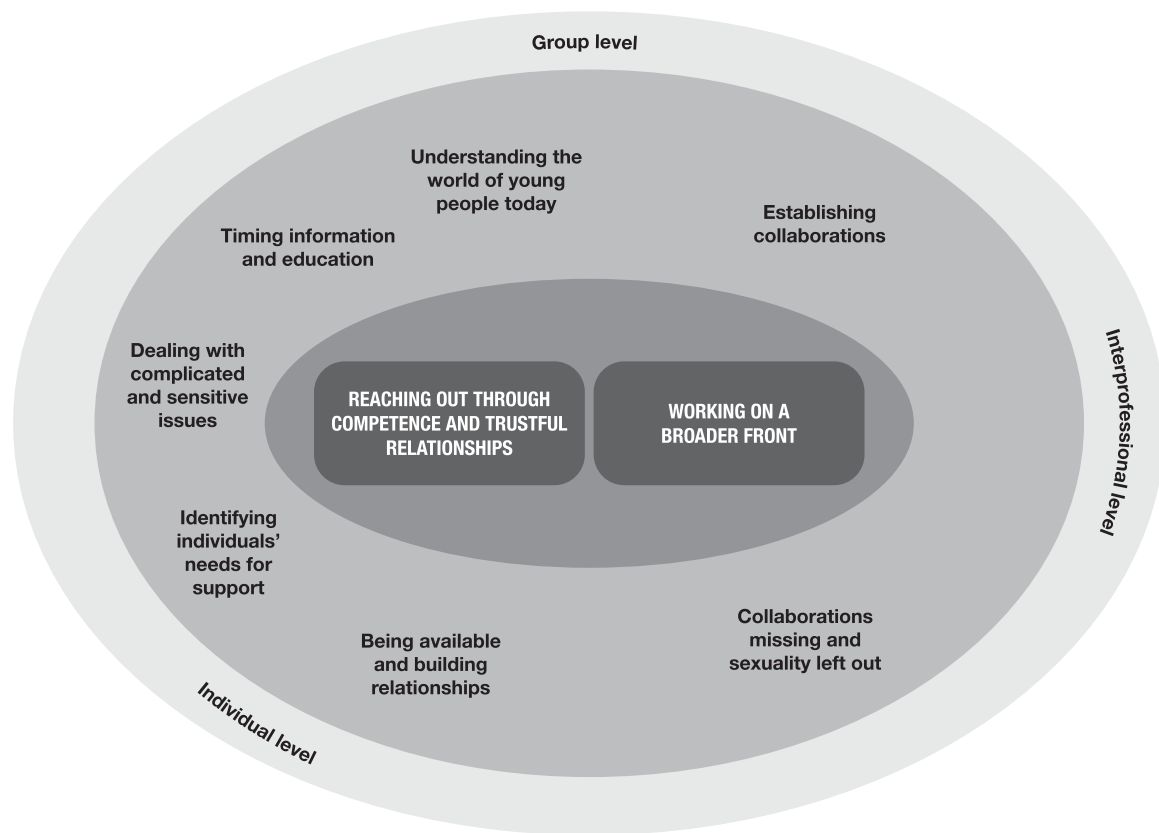 Group level
Understanding the
world of young
people today
Establishing
collaborations
Timing information
and education
Dealing with
complicated
and sensitive
issues
REACHING OUT THROUGH
COMPETENCE AND TRUSTFUL
RELATIONSHIPS
WORKING ON A
BROADER FRONT
Interprofessional level
Identifying
individuals’
needs for
support
Being available
and building
relationships
Collaborations
missing and
sexuality left out
Individual level